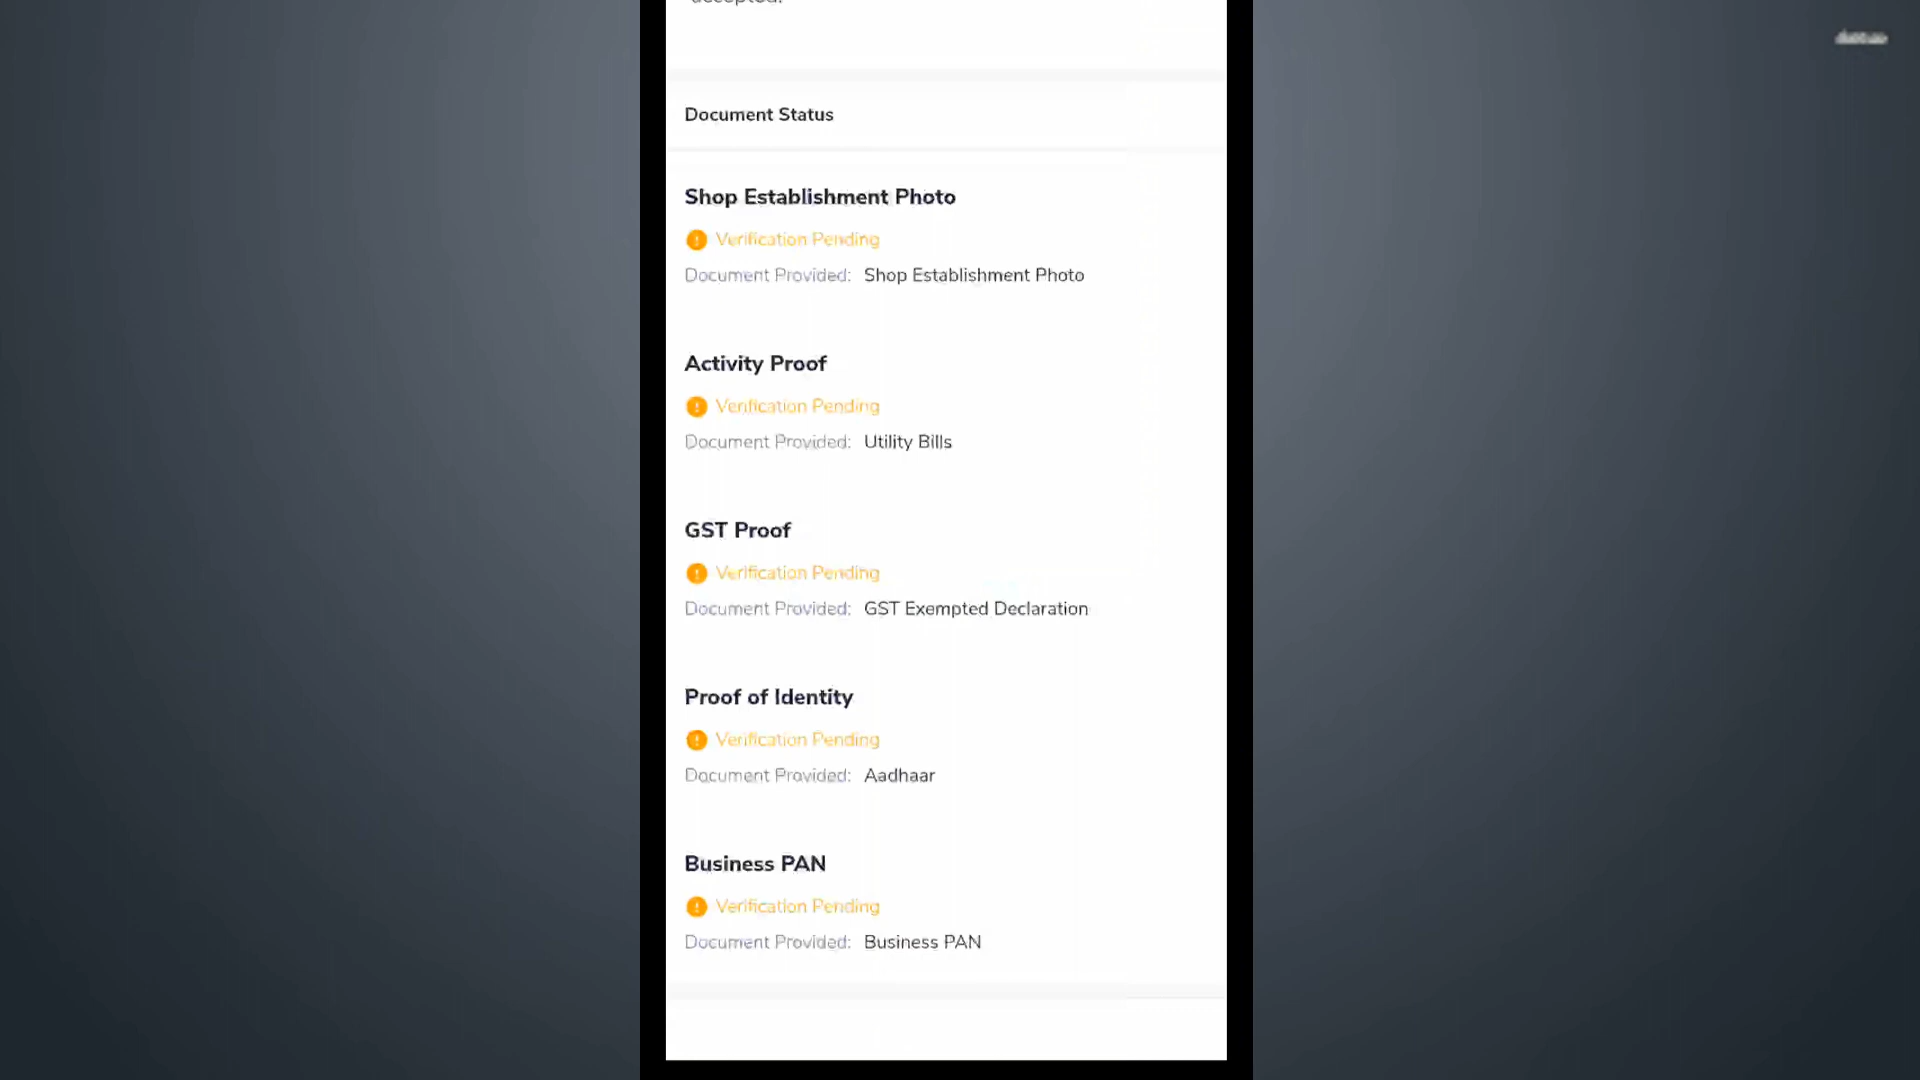 accepted.
Document Status
Shop Establishment Photo
Verification Pending
Document Provided: Shop Establishment Photo
Activity Proof
Verification Pending
Document Provided: Utility Bills
GST Proof
Verification Pending
Document Provided: GST Exempted Declaration
Proof of Identity
Verification Pending
Document Provided: Aadhaar
Business PAN
Verification Pending
Document Provided: Business PAN